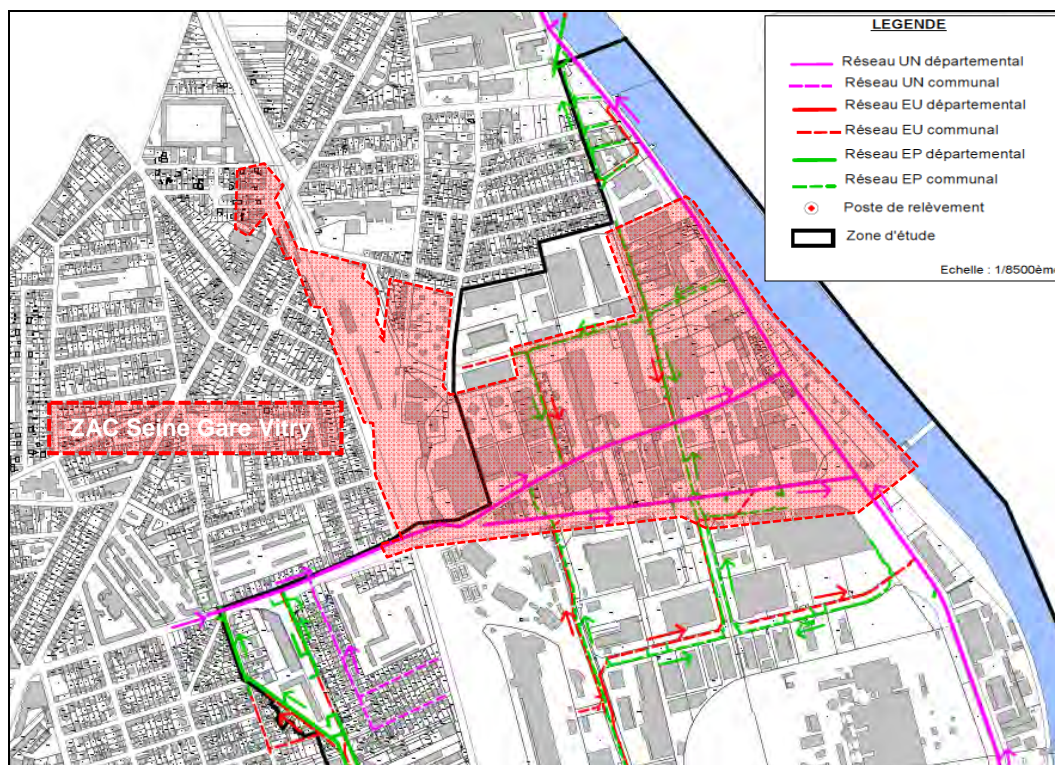 LEGENDE
Réseau UN départemental
Réseau UN communal
Réseau EU départemental
Réseau EU communal
Réseau EP départemental
Réseau EP communal
Poste de relèvement
Zone d'étude
Echelle : 1/8500èm
ZAC Seine Gare Vitry